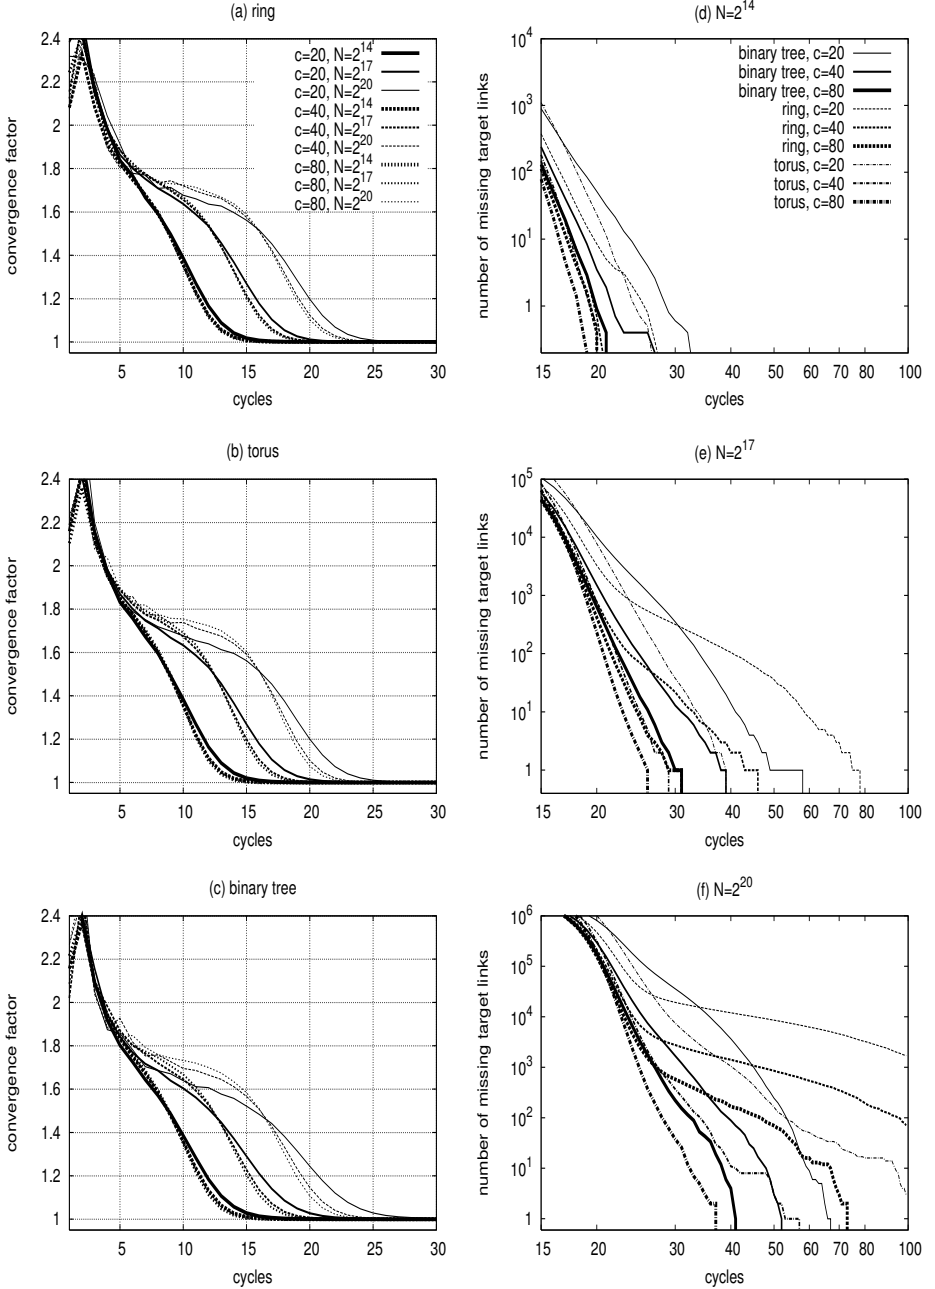 (a) ring
2.4
2.2
2
1.8
1.6
1.4
1.2
1
convergence factor
5 10 15 20 25 30
cycles
c=20, N=2^14
c=20, N=2^17
c=20, N=2^20
c=40, N=2^14
c=40, N=2^17
c=40, N=2^20
c=80, N=2^14
c=80, N=2^17
c=80, N=2^20
(d) N=2^14
10^4
10^3
10^2
10^1
1
number of missing target links
15 20 30 40 50 60 70 80 100
cycles
binary tree, c=20
binary tree, c=40
binary tree, c=80
ring, c=20
ring, c=40
ring, c=80
torus, c=20
torus, c=40
torus, c=80
(b) torus
2.4
2.2
2
1.8
1.6
1.4
1.2
1
convergence factor
5 10 15 20 25 30
cycles
(e) N=2^17
10^5
10^4
10^3
10^2
10^1
1
number of missing target links
15 20 30 40 50 60 70 80 100
cycles
(c) binary tree
2.4
2.2
2
1.8
1.6
1.4
1.2
1
convergence factor
5 10 15 20 25 30
cycles
(f) N=2^20
10^6
10^5
10^4
10^3
10^2
10^1
1
number of missing target links
15 20 30 40 50 60 70 80 100
cycles